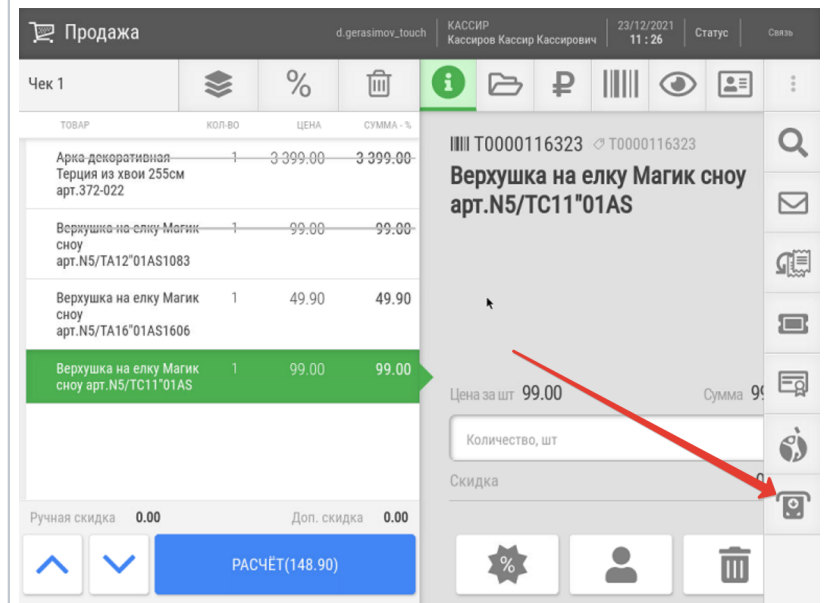 Продажа
d.gerasimov_touch
КАССИР
Кассиров Кассир Кассирович
23/12/2021
11 : 26
Статус
Связь
Чек 1
%
ТОВАР КОЛ-ВО ЦЕНА СУММА - %
Арка декоративная 1 3 399.00 3 399.00
Терция из хвои 255см
арт.372-022
Верхушка на елку Магик 1 99.00 99.00
сноу
арт.N5/TA12"01AS1083
Верхушка на елку Магик 1 49.90 49.90
сноу
арт.N5/TA16"01AS1606
Верхушка на елку Магик 1 99.00 99.00
сноу арт.N5/TC11"01AS
Ручная скидка 0.00 Доп. скидка 0.00
РАСЧЁТ(148.90)
T0000116323 T0000116323
Верхушка на елку Магик сноу
арт.N5/TC11"01AS
Цена за шт 99.00 Сумма
Количество, шт
Скидка
%